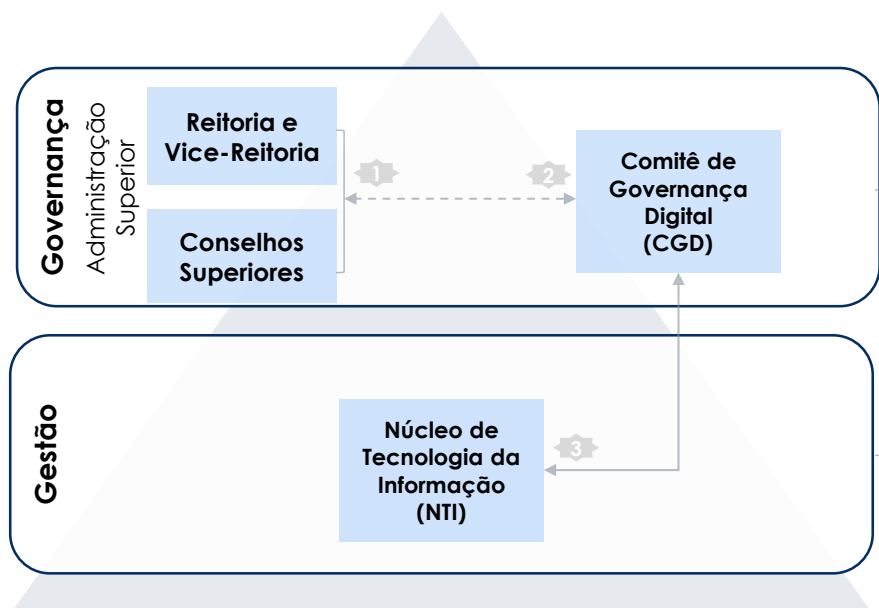 Governança
Administração
Superior
Reitoria e
Vice-Reitoria
Conselhos
Superiores
1
2
Comitê de
Governança
Digital
(CGD)
Gestão
Núcleo de
Tecnologia da
Informação
(NTI)
3